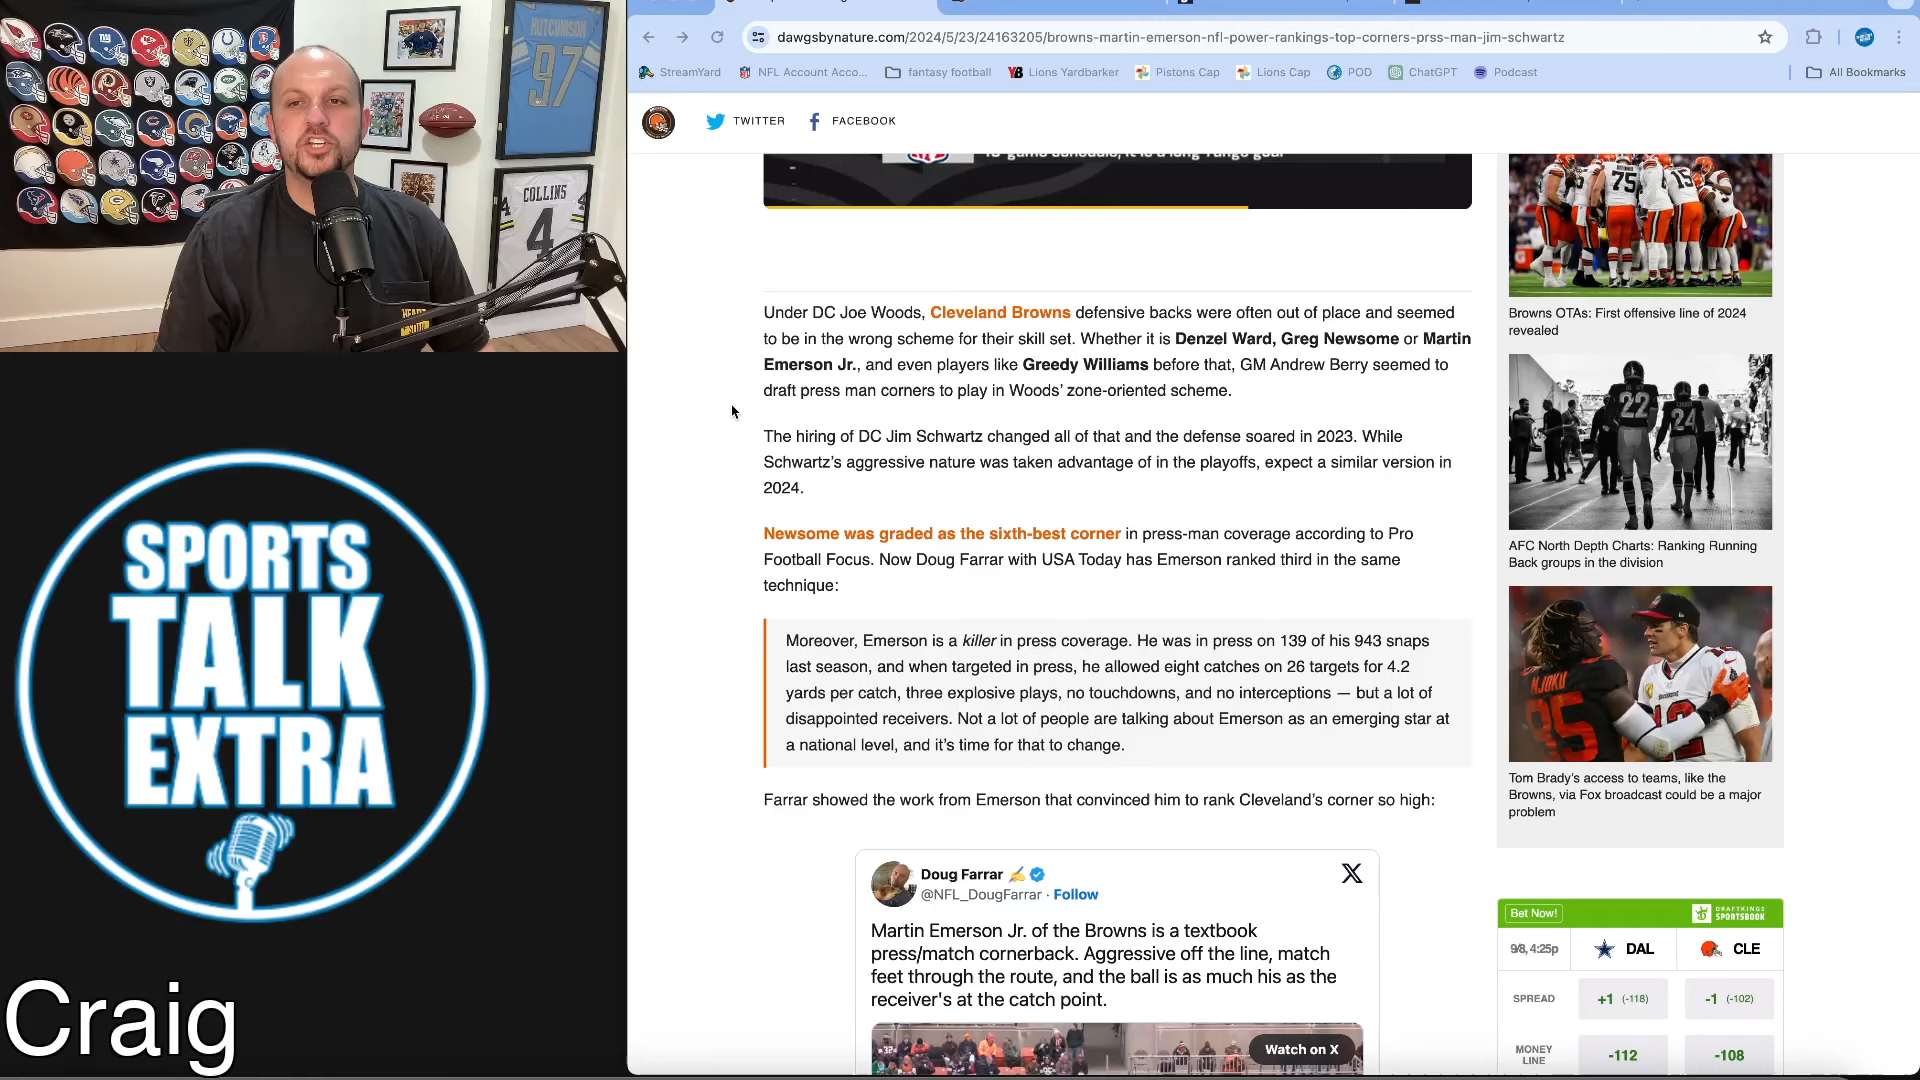 HUTCHINSON
97
COLLINS
4
SPORTS
TALK
EXTRA
Craig
dawgsbynature.com/2024/5/23/24163205/browns-martin-emerson-nfl-power-rankings-top-corners-prss-man-jim-schwartz
StreamYard
NFL Account Acco...
fantasy football
Lions Yardbarker
Pistons Cap
Lions Cap
POD
ChatGPT
Podcast
All Bookmarks
TWITTER
FACEBOOK
Under DC Joe Woods, Cleveland Browns defensive backs were often out of place and seemed
to be in the wrong scheme for their skill set. Whether it is Denzel Ward, Greg Newsome or Martin
Emerson Jr., and even players like Greedy Williams before that, GM Andrew Berry seemed to
draft press man corners to play in Woods’ zone-oriented scheme.
The hiring of DC Jim Schwartz changed all of that and the defense soared in 2023. While
Schwartz’s aggressive nature was taken advantage of in the playoffs, expect a similar version in
2024.
Newsome was graded as the sixth-best corner in press-man coverage according to Pro
Football Focus. Now Doug Farrar with USA Today has Emerson ranked third in the same
technique:
Moreover, Emerson is a killer in press coverage. He was in press on 139 of his 943 snaps
last season, and when targeted in press, he allowed eight catches on 26 targets for 4.2
yards per catch, three explosive plays, no touchdowns, and no interceptions — but a lot of
disappointed receivers. Not a lot of people are talking about Emerson as an emerging star at
a national level, and it’s time for that to change.
Farrar showed the work from Emerson that convinced him to rank Cleveland’s corner so high:
Doug Farrar
@NFL_DougFarrar · Follow
Martin Emerson Jr. of the Browns is a textbook
press/match cornerback. Aggressive off the line, match
feet through the route, and the ball is as much his as the
receiver's at the catch point.
Watch on X
75
15
Browns OTAs: First offensive line of 2024
revealed
22
24
AFC North Depth Charts: Ranking Running
Back groups in the division
NJOKU
85
12
Tom Brady’s access to teams, like the
Browns, via Fox broadcast could be a major
problem
Bet Now!
DRAFTKINGS
SPORTSBOOK
9/8, 4:25p
DAL
CLE
SPREAD
+1 (-118)
-1 (-102)
MONEY
LINE
-112
-108